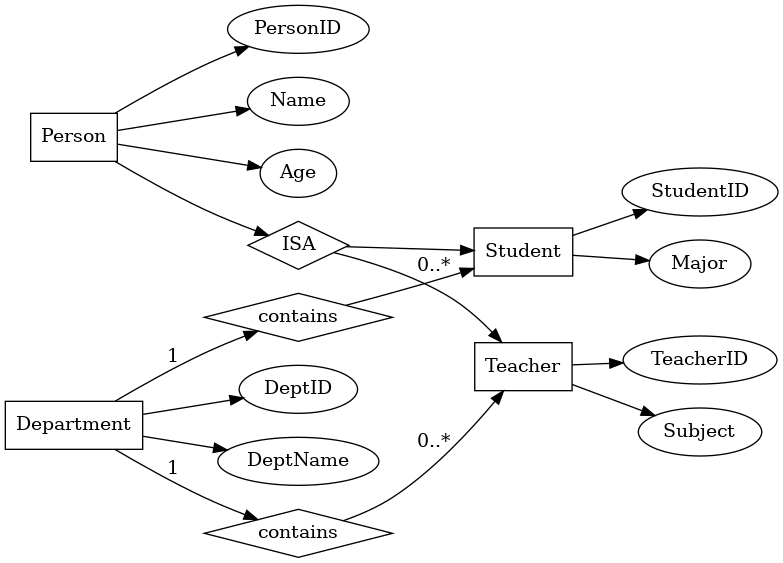 PersonID
Name
Person
Age
StudentID
ISA
Student
0..*
Major
contains
1
TeacherID
Teacher
DeptID
Department
Subject
0..*
DeptName
1
contains